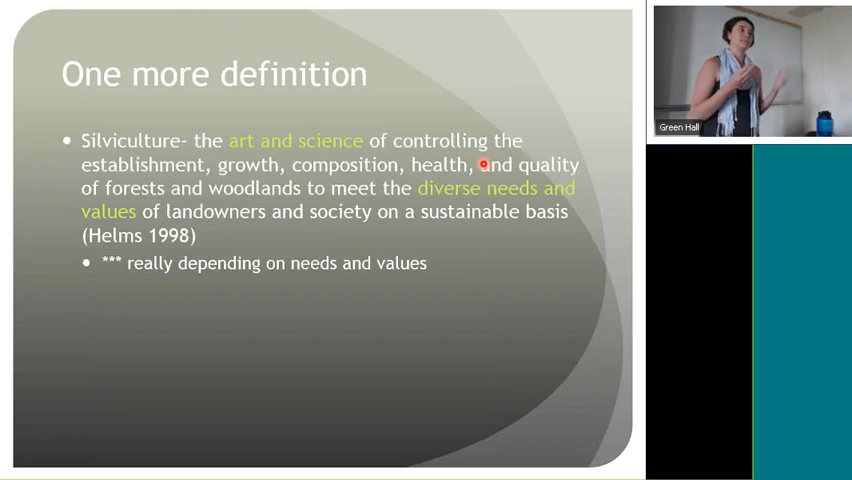 One more definition
Silviculture- the art and science of controlling the
establishment, growth, composition, health, and quality
of forests and woodlands to meet the diverse needs and
values of landowners and society on a sustainable basis
(Helms 1998)
*** really depending on needs and values
Green Hall